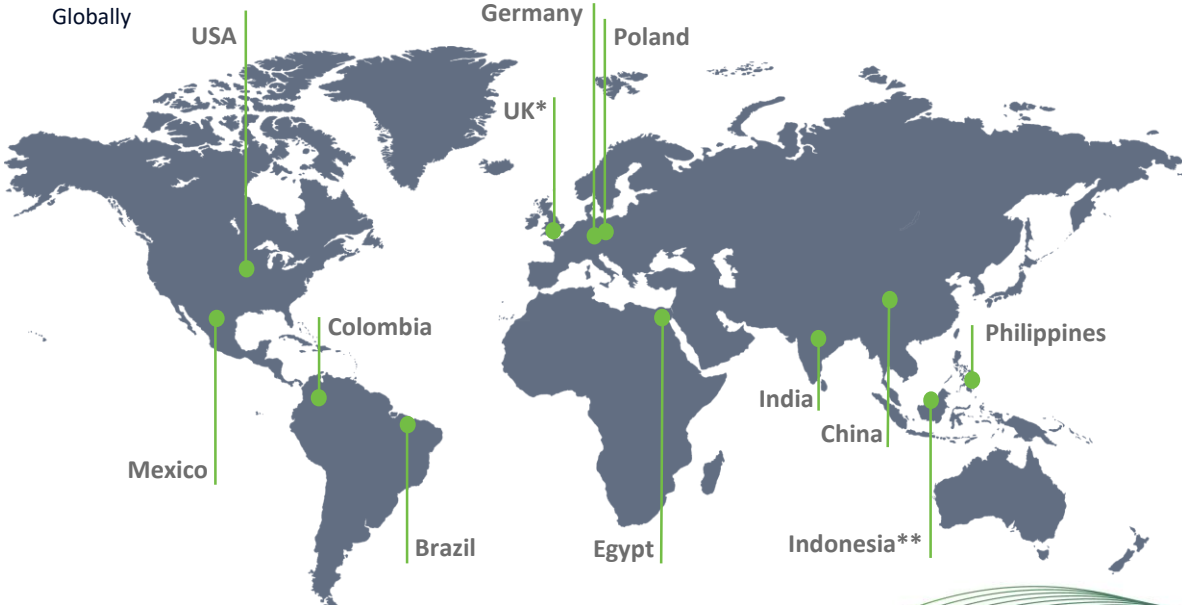 Globally
USA
Germany
Poland
UK*
Colombia
Philippines
India
China
Mexico
Brazil
Egypt
Indonesia**